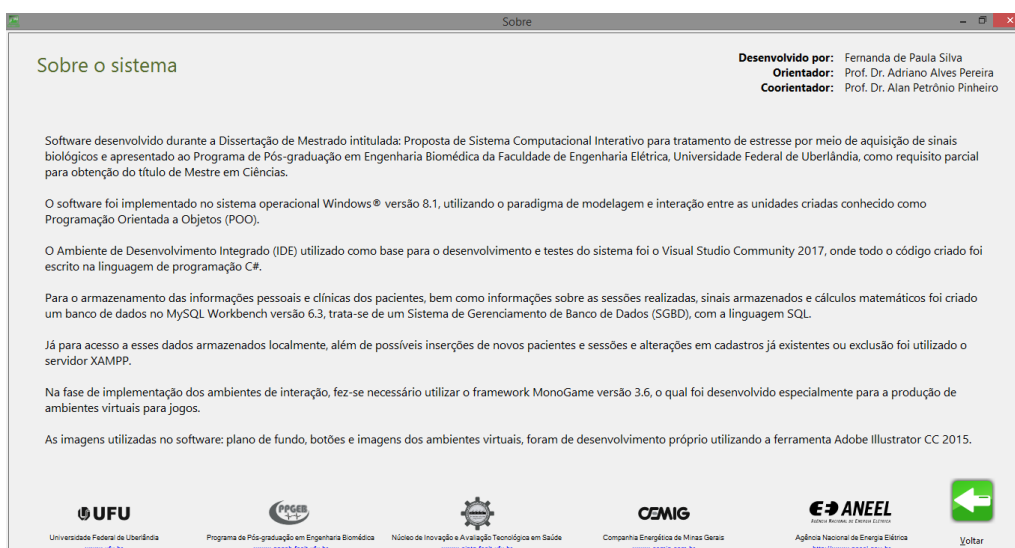 Sobre
Sobre o sistema
Desenvolvido por: Fernanda de Paula Silva
Orientador: Prof. Dr. Adriano Alves Pereira
Coorientador: Prof. Dr. Alan Petrônio Pinheiro
Software desenvolvido durante a Dissertação de Mestrado intitulada: Proposta de Sistema Computacional Interativo para tratamento de estresse por meio de aquisição de sinais
biológicos e apresentado ao Programa de Pós-graduação em Engenharia Biomédica da Faculdade de Engenharia Elétrica, Universidade Federal de Uberlândia, como requisito parcial
para obtenção do título de Mestre em Ciências.
O software foi implementado no sistema operacional Windows® versão 8.1, utilizando o paradigma de modelagem e interação entre as unidades criadas conhecido como
Programação Orientada a Objetos (POO).
O Ambiente de Desenvolvimento Integrado (IDE) utilizado como base para o desenvolvimento e testes do sistema foi o Visual Studio Community 2017, onde todo o código criado foi
escrito na linguagem de programação C#.
Para o armazenamento das informações pessoais e clínicas dos pacientes, bem como informações sobre as sessões realizadas, sinais armazenados e cálculos matemáticos foi criado
um banco de dados no MySQL Workbench versão 6.3, trata-se de um Sistema de Gerenciamento de Banco de Dados (SGBD), com a linguagem SQL.
Já para acesso a esses dados armazenados localmente, além de possíveis inserções de novos pacientes e sessões e alterações em cadastros já existentes ou exclusão foi utilizado o
servidor XAMPP.
Na fase de implementação dos ambientes de interação, fez-se necessário utilizar o framework MonoGame versão 3.6, o qual foi desenvolvido especialmente para a produção de
ambientes virtuais para jogos.
As imagens utilizadas no software: plano de fundo, botões e imagens dos ambientes virtuais, foram de desenvolvimento próprio utilizando a ferramenta Adobe Illustrator CC 2015.
UFU
PPGEB
CEMIG
ANEEL
Agência Nacional de Energia Elétrica
Universidade Federal de Uberlândia
Programa de Pós-graduação em Engenharia Biomédica
Núcleo de Inovação e Avaliação Tecnológica em Saúde
Companhia Energética de Minas Gerais
Agência Nacional de Energia Elétrica
Voltar